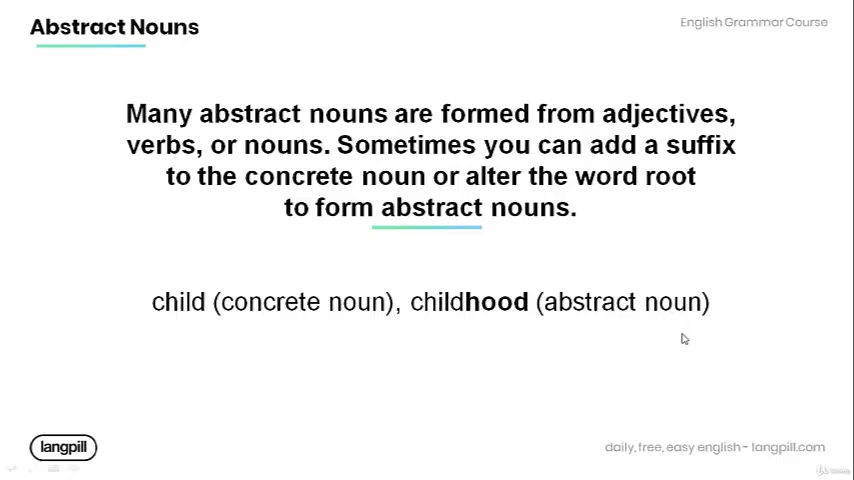 Abstract Nouns
English Grammar Course
Many abstract nouns are formed from adjectives,
verbs, or nouns. Sometimes you can add a suffix
to the concrete noun or alter the word root
to form abstract nouns.
child (concrete noun), childhood (abstract noun)
langpill
daily, free, easy english - langpill.com